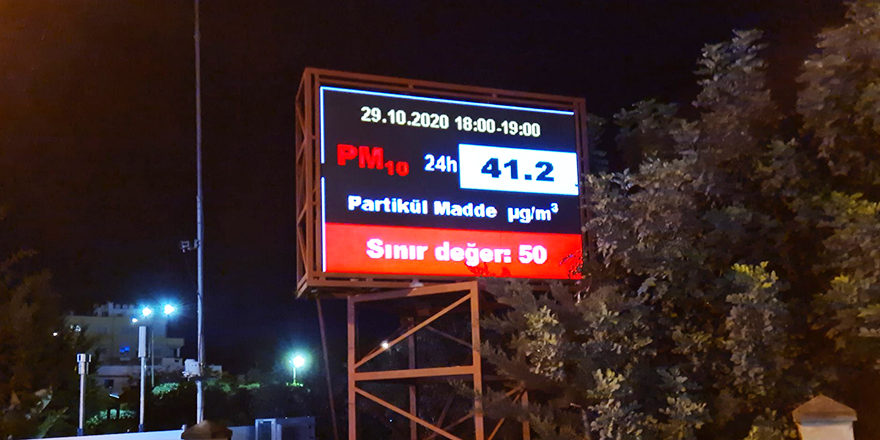 29.10.2020 18:00-19:00
PM10 24h 41.2
Partikül Madde µg/m³
Sınır değer: 50